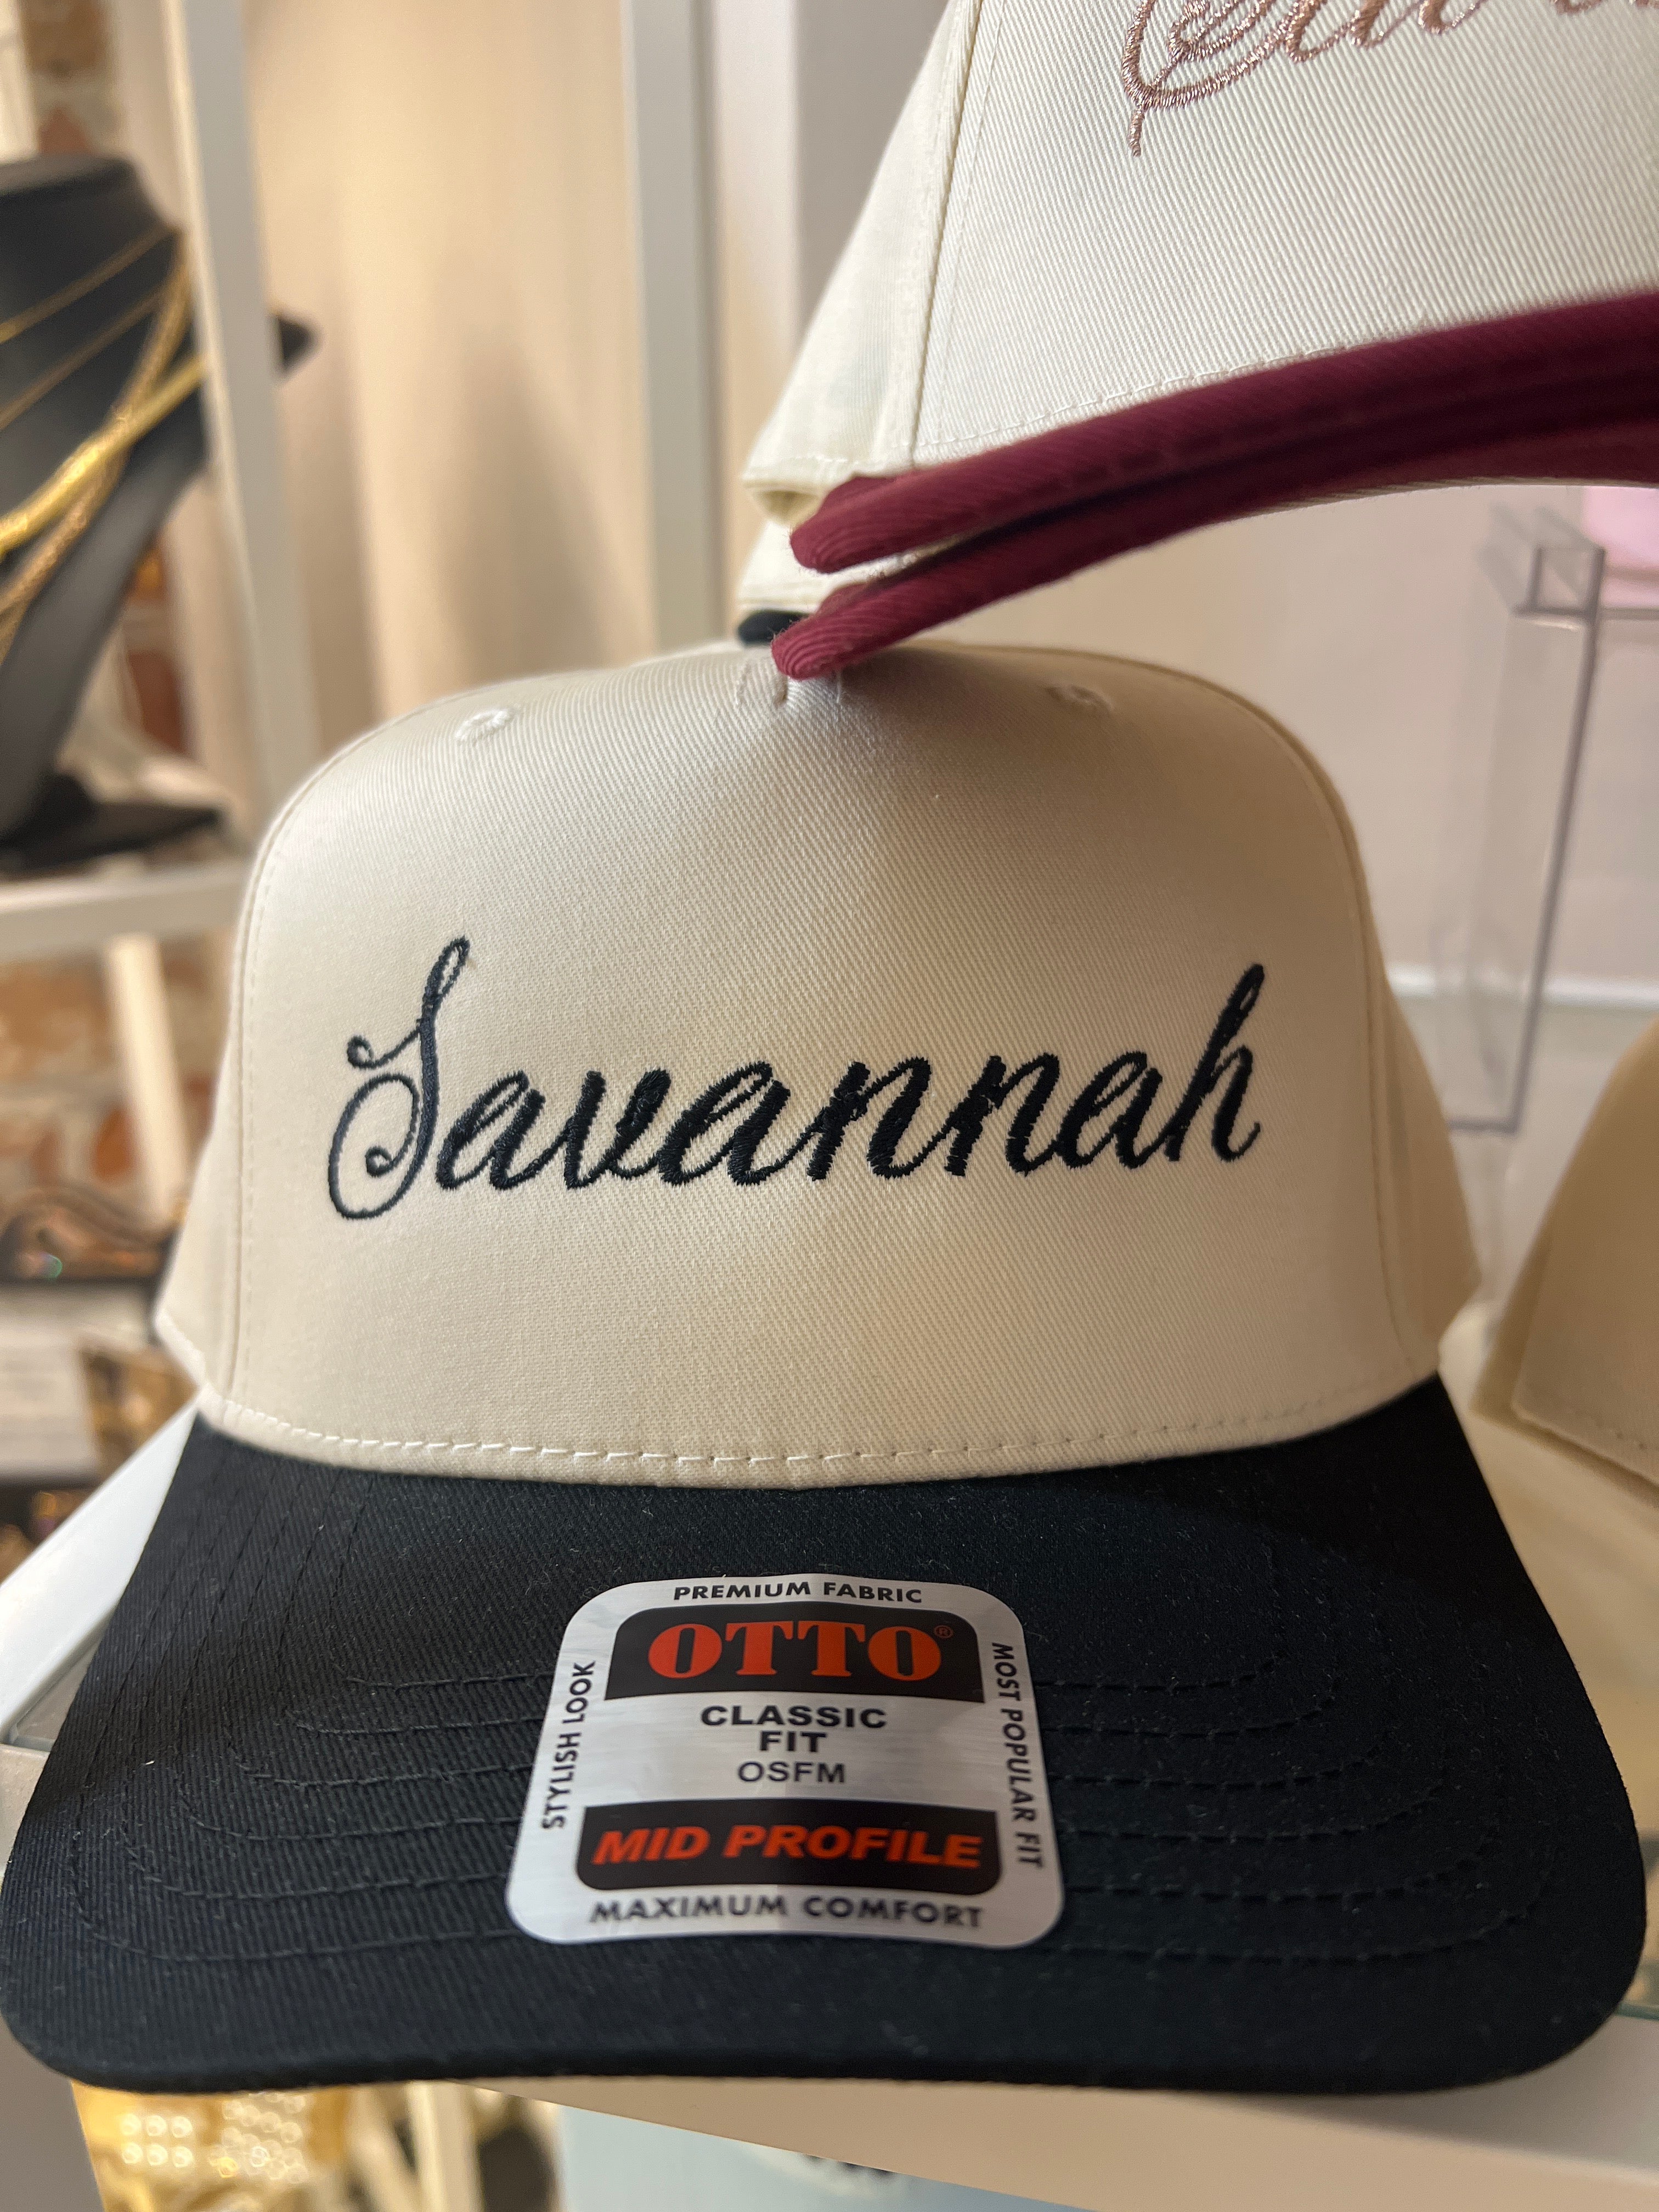 Savannah
PREMIUM FABRIC
OTTO®
STYLISH LOOK
CLASSIC
FIT
OSFM
MOST POPULAR FIT
MID PROFILE
MAXIMUM COMFORT